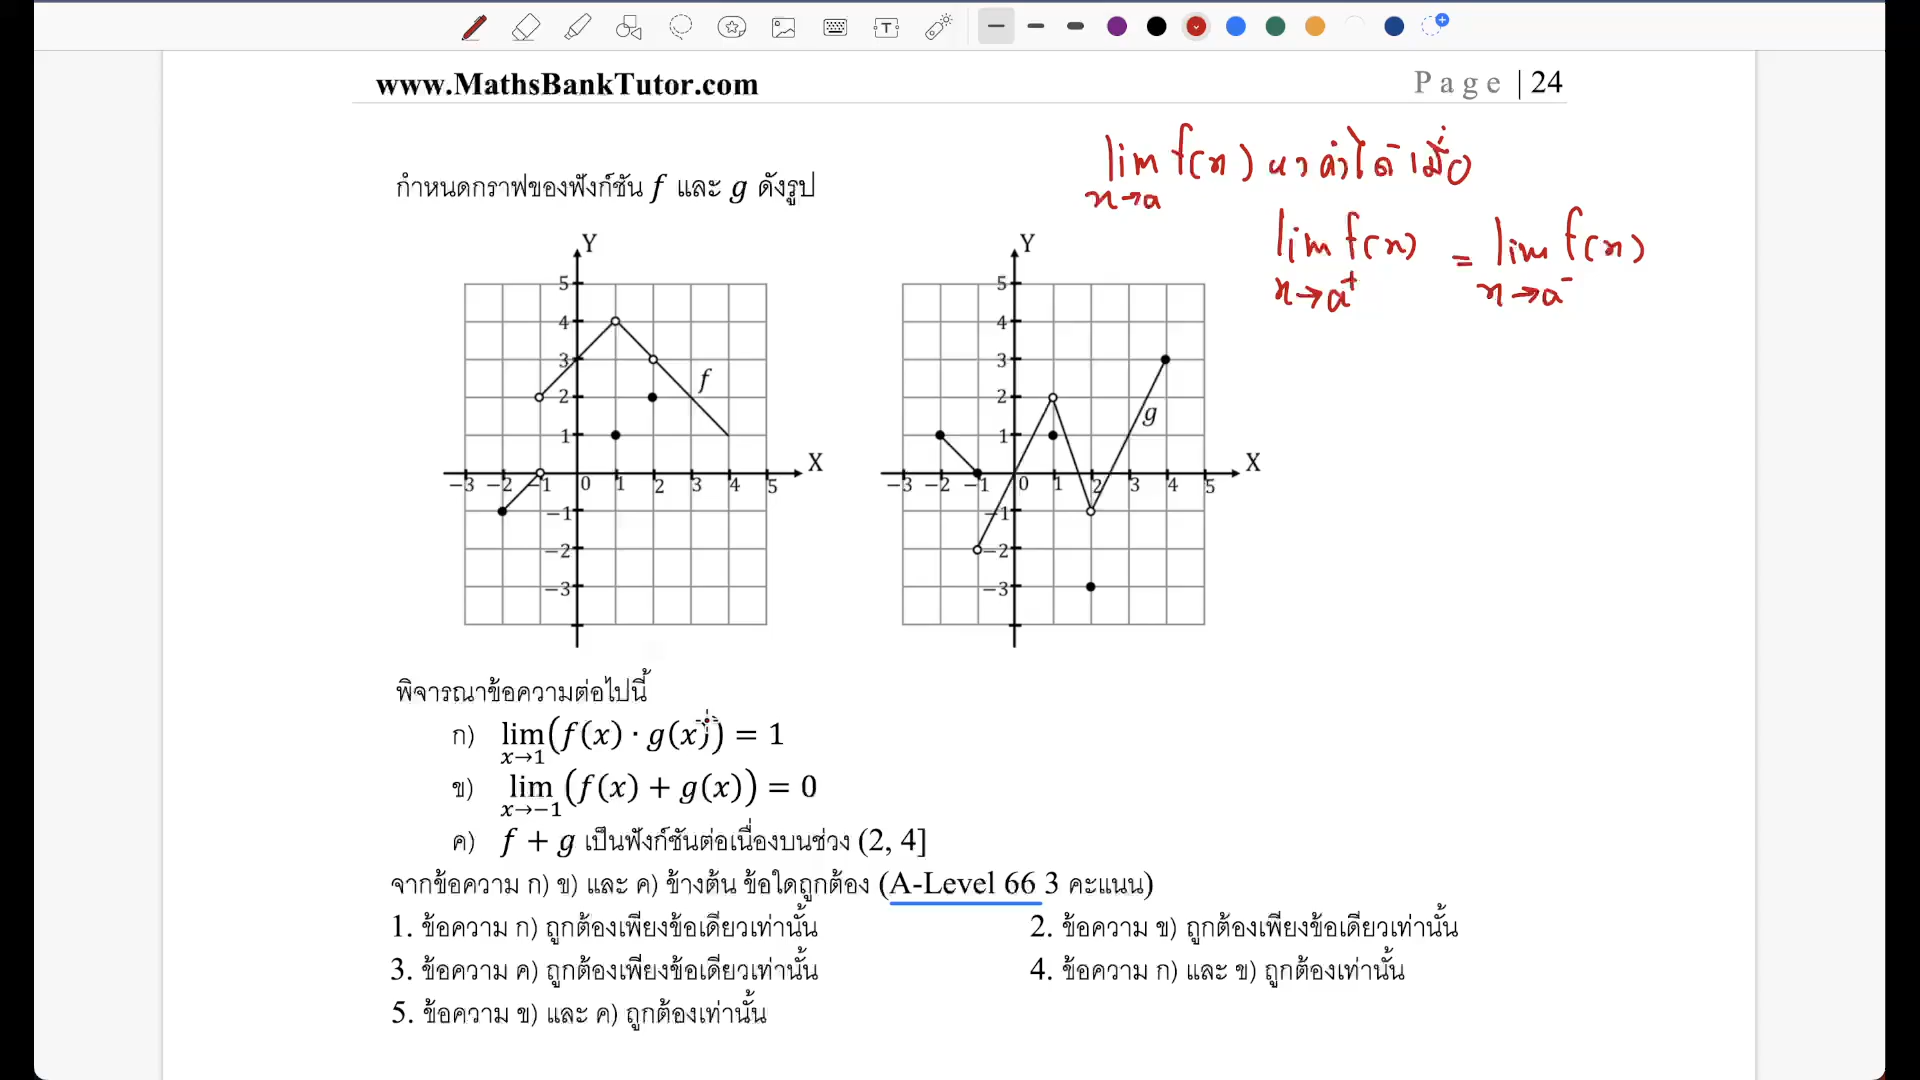 www.MathsBankTutor.com
Page | 24
lim f(x) หาค่าได้เมื่อ
x→a
lim f(x) = lim f(x)
x→a⁺ x→a⁻
กำหนดกราฟของฟังก์ชัน f และ g ดังรูป
Y
5
4
3
2
1
X
−3 −2 −1 0 1 2 3 4 5
−1
−2
−3
f
Y
5
4
3
2
1
X
−3 −2 −1 0 1 2 3 4 5
−1
−2
−3
g
พิจารณาข้อความต่อไปนี้
ก) lim (f(x) · g(x)) = 1
x→1
ข) lim (f(x) + g(x)) = 0
x→−1
ค) f + g เป็นฟังก์ชันต่อเนื่องบนช่วง (2, 4]
จากข้อความ ก) ข) และ ค) ข้างต้น ข้อใดถูกต้อง (A-Level 66 3 คะแนน)
1. ข้อความ ก) ถูกต้องเพียงข้อเดียวเท่านั้น
2. ข้อความ ข) ถูกต้องเพียงข้อเดียวเท่านั้น
3. ข้อความ ค) ถูกต้องเพียงข้อเดียวเท่านั้น
4. ข้อความ ก) และ ข) ถูกต้องเท่านั้น
5. ข้อความ ข) และ ค) ถูกต้องเท่านั้น